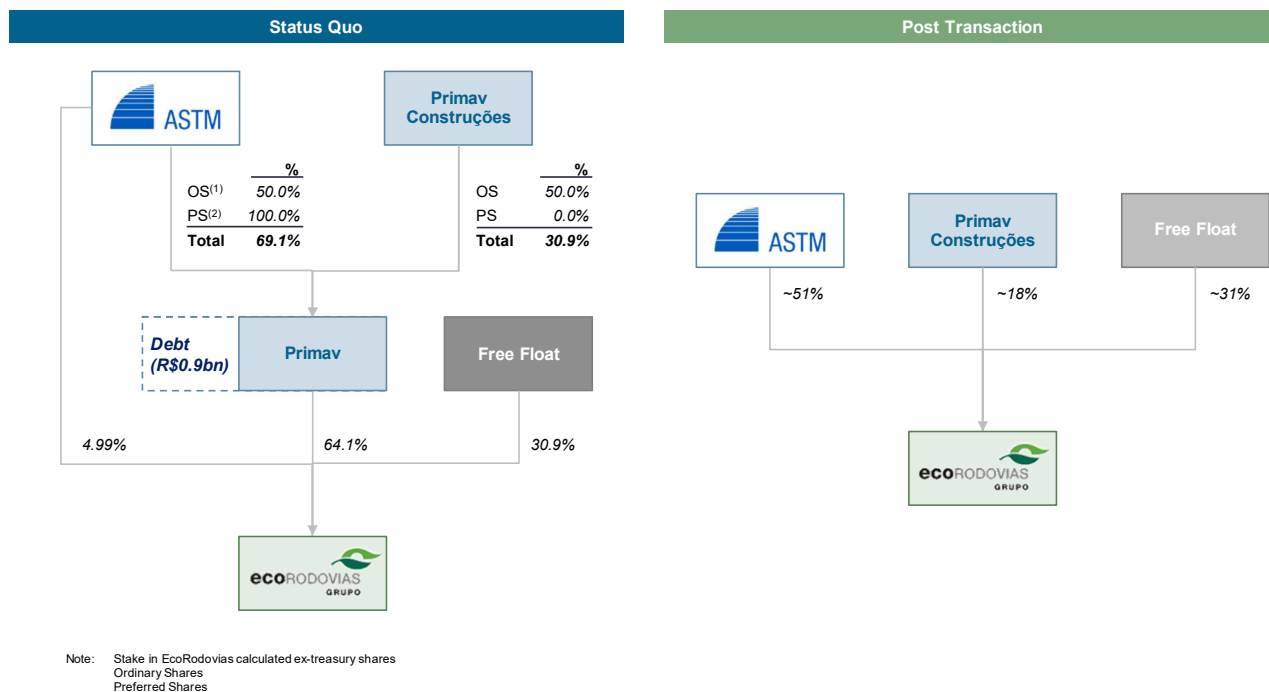 Status Quo
Post Transaction
ASTM
Primav
Construções
%
OS(1) 50.0%
PS(2) 100.0%
Total 69.1%
%
OS 50.0%
PS 0.0%
Total 30.9%
Debt
(R$0.9bn)
Primav
Free Float
4.99%
64.1%
30.9%
ecoRODOVIAS
GRUPO
ASTM
Primav
Construções
Free Float
~51%
~18%
~31%
ecoRODOVIAS
GRUPO
Note: Stake in EcoRodovias calculated ex-treasury shares
Ordinary Shares
Preferred Shares